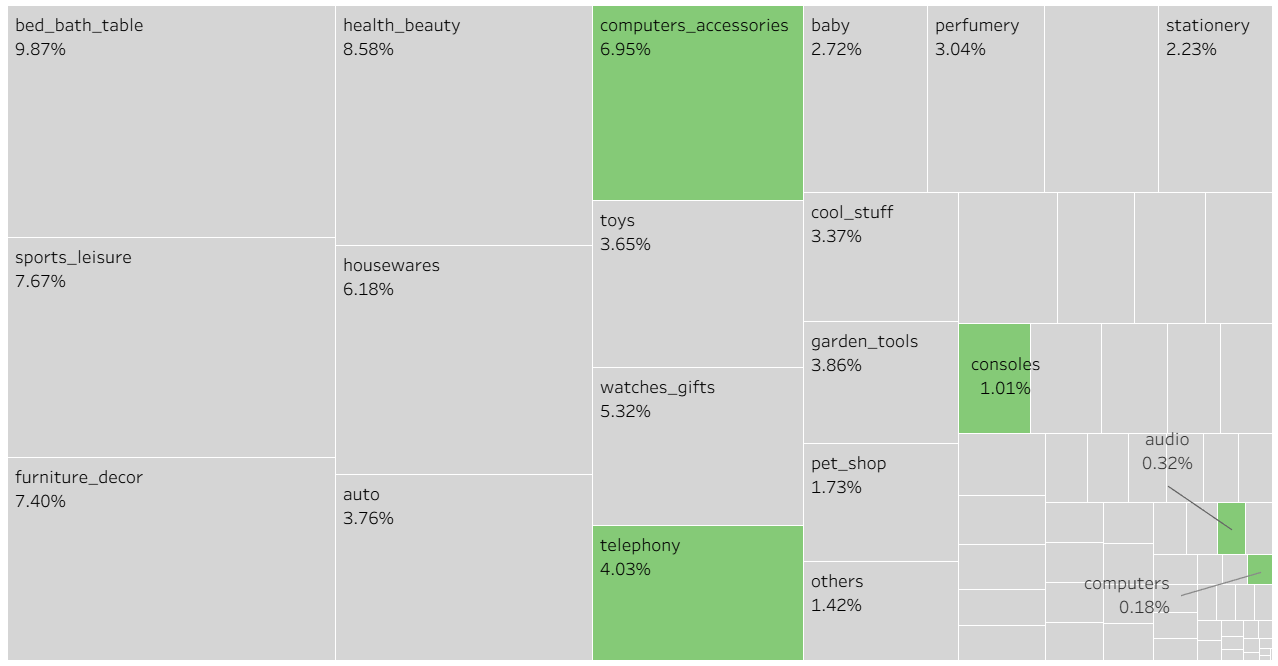 bed_bath_table
9.87%
sports_leisure
7.67%
furniture_decor
7.40%
health_beauty
8.58%
housewares
6.18%
auto
3.76%
computers_accessories
6.95%
toys
3.65%
watches_gifts
5.32%
telephony
4.03%
baby
2.72%
perfumery
3.04%
stationery
2.23%
cool_stuff
3.37%
garden_tools
3.86%
pet_shop
1.73%
others
1.42%
consoles
1.01%
audio
0.32%
computers
0.18%